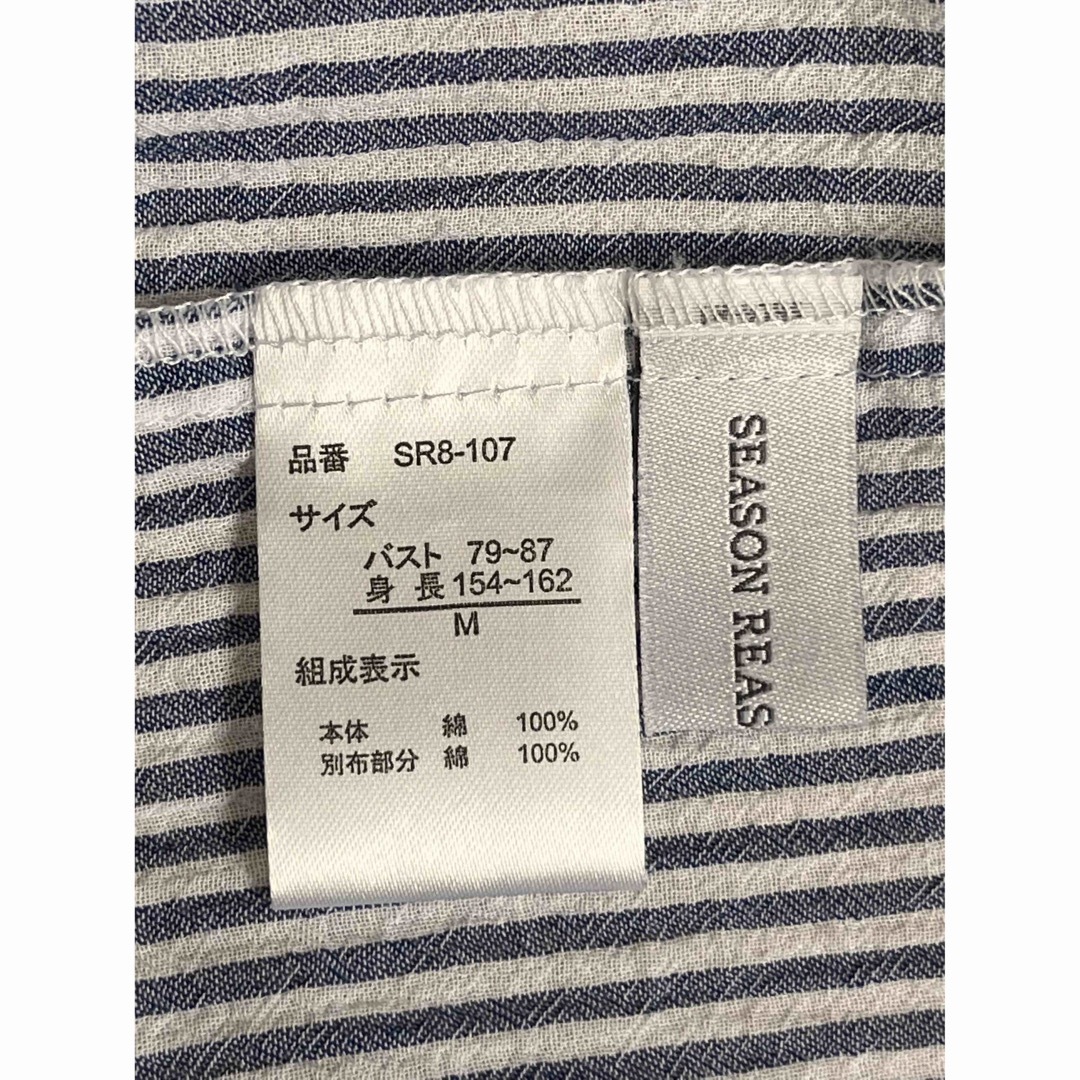 品番 SR8-107
サイズ
バスト 79~87
身長 154~162
M
組成表示
本体 綿 100%
別布部分 綿 100%
SEASON REAS